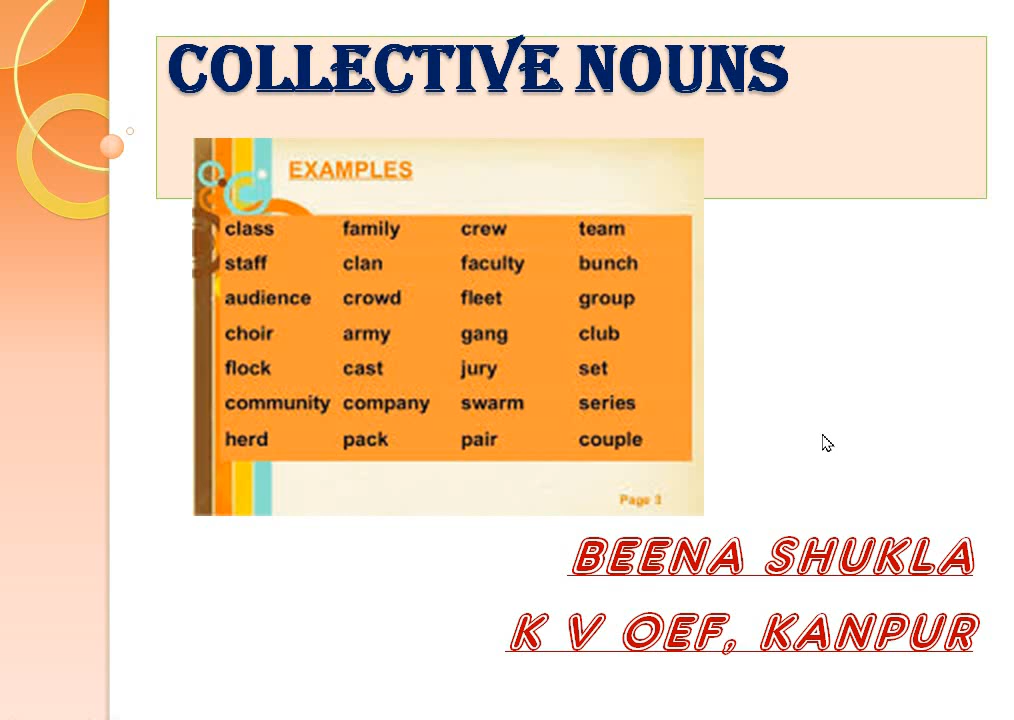 COLLECTIVE NOUNS
EXAMPLES
class family crew team
staff clan faculty bunch
audience crowd fleet group
choir army gang club
flock cast jury set
community company swarm series
herd pack pair couple
Page 3
BEENA SHUKLA
K V OEF, KANPUR